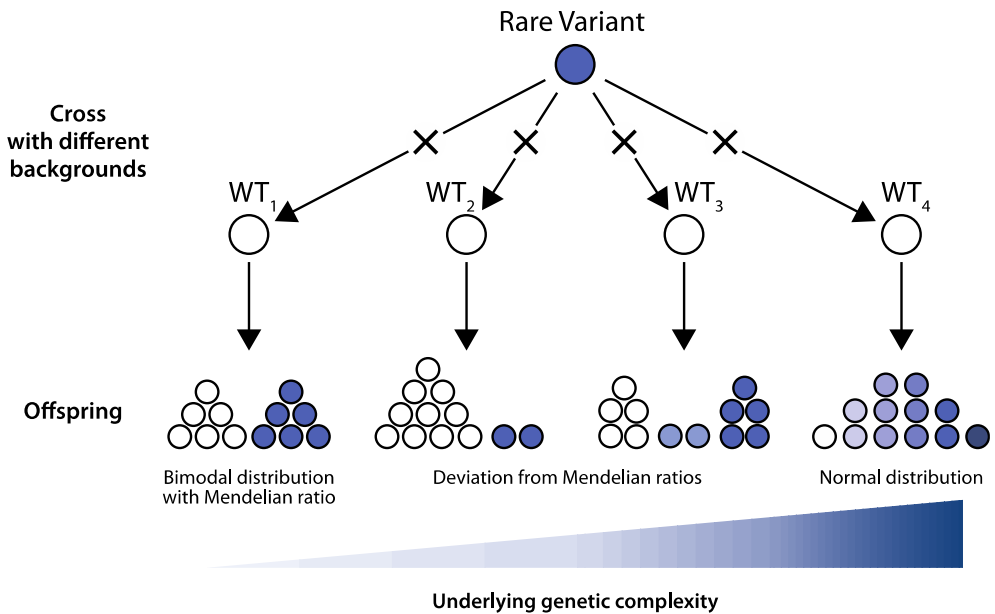 Rare Variant
Cross
with different
backgrounds
WT1
WT2
WT3
WT4
Offspring
Bimodal distribution
with Mendelian ratio
Deviation from Mendelian ratios
Normal distribution
Underlying genetic complexity